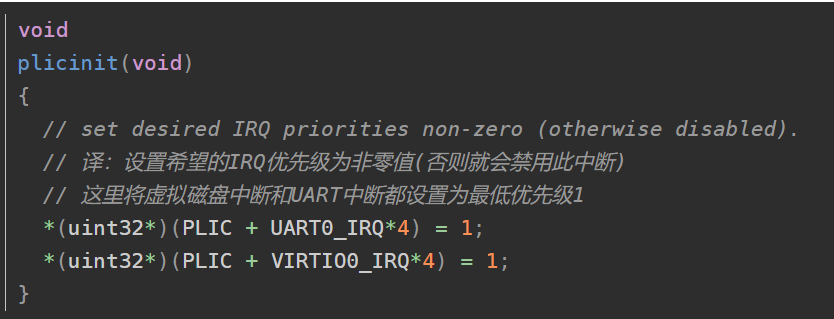 void
plicinit(void)
{
  // set desired IRQ priorities non-zero (otherwise disabled).
  // 译: 设置希望的IRQ优先级为非零值(否则就会禁用此中断)
  // 这里将虚拟磁盘中断和UART中断都设置为最低优先级1
  *(uint32*)(PLIC + UART0_IRQ*4) = 1;
  *(uint32*)(PLIC + VIRTIO0_IRQ*4) = 1;
}